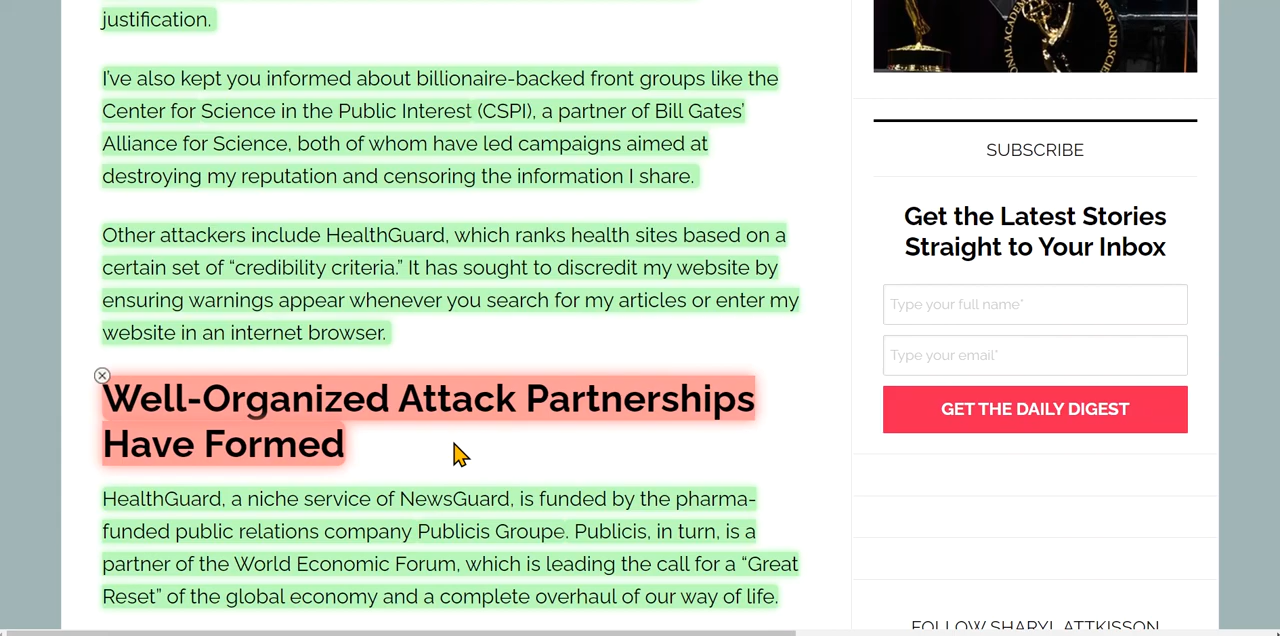 justification.
I've also kept you informed about billionaire-backed front groups like the
Center for Science in the Public Interest (CSPI), a partner of Bill Gates'
Alliance for Science, both of whom have led campaigns aimed at
destroying my reputation and censoring the information I share.
Other attackers include HealthGuard, which ranks health sites based on a
certain set of “credibility criteria.” It has sought to discredit my website by
ensuring warnings appear whenever you search for my articles or enter my
website in an internet browser.
Well-Organized Attack Partnerships
Have Formed
HealthGuard, a niche service of NewsGuard, is funded by the pharma-
funded public relations company Publicis Groupe. Publicis, in turn, is a
partner of the World Economic Forum, which is leading the call for a “Great
Reset” of the global economy and a complete overhaul of our way of life.
SUBSCRIBE
Get the Latest Stories
Straight to Your Inbox
Type your full name*
Type your email*
GET THE DAILY DIGEST
FOLLOW SHARYL ATTKISSON